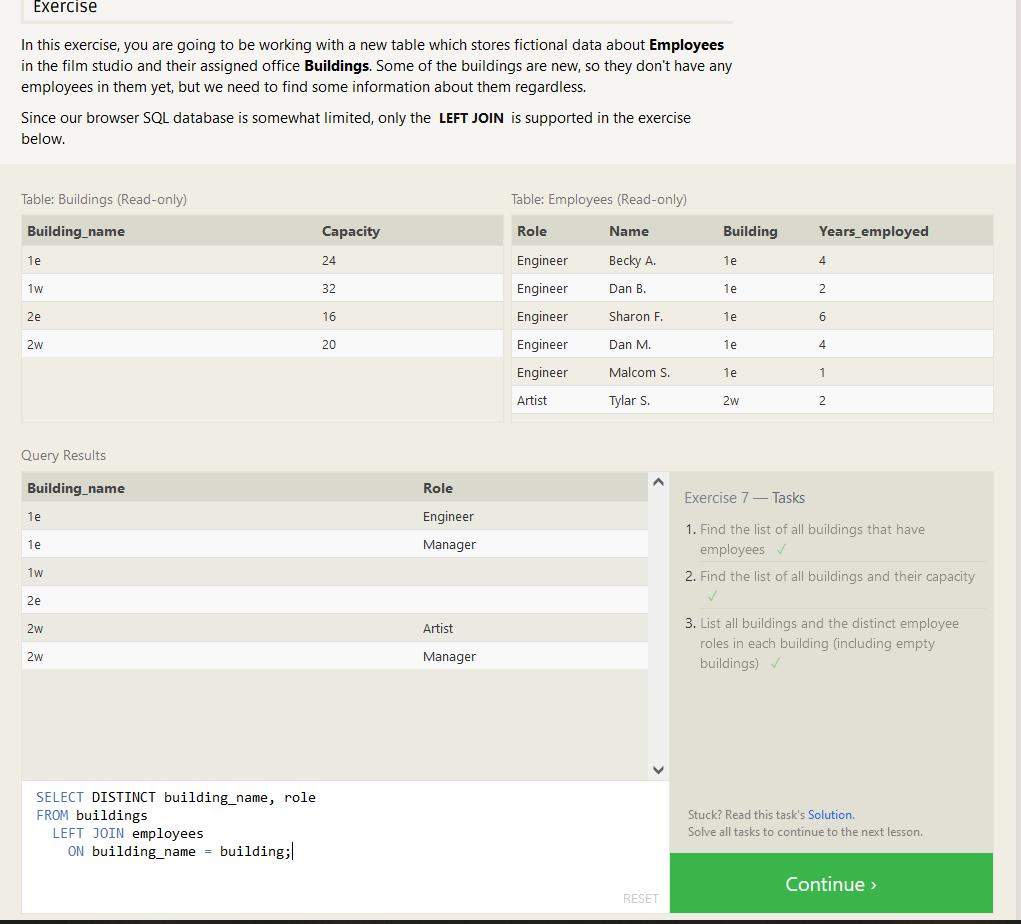 Exercise
In this exercise, you are going to be working with a new table which stores fictional data about Employees
in the film studio and their assigned office Buildings. Some of the buildings are new, so they don't have any
employees in them yet, but we need to find some information about them regardless.
Since our browser SQL database is somewhat limited, only the LEFT JOIN is supported in the exercise
below.
Table: Buildings (Read-only)
Building_name Capacity
1e 24
1w 32
2e 16
2w 20
Table: Employees (Read-only)
Role Name Building Years_employed
Engineer Becky A. 1e 4
Engineer Dan B. 1e 2
Engineer Sharon F. 1e 6
Engineer Dan M. 1e 4
Engineer Malcom S. 1e 1
Artist Tylar S. 2w 2
Query Results
Building_name Role
1e Engineer
1e Manager
1w
2e
2w Artist
2w Manager
SELECT DISTINCT building_name, role
FROM buildings
LEFT JOIN employees
ON building_name = building;
RESET
Exercise 7 — Tasks
1. Find the list of all buildings that have
employees ✓
2. Find the list of all buildings and their capacity
✓
3. List all buildings and the distinct employee
roles in each building (including empty
buildings) ✓
Stuck? Read this task's Solution.
Solve all tasks to continue to the next lesson.
Continue ›